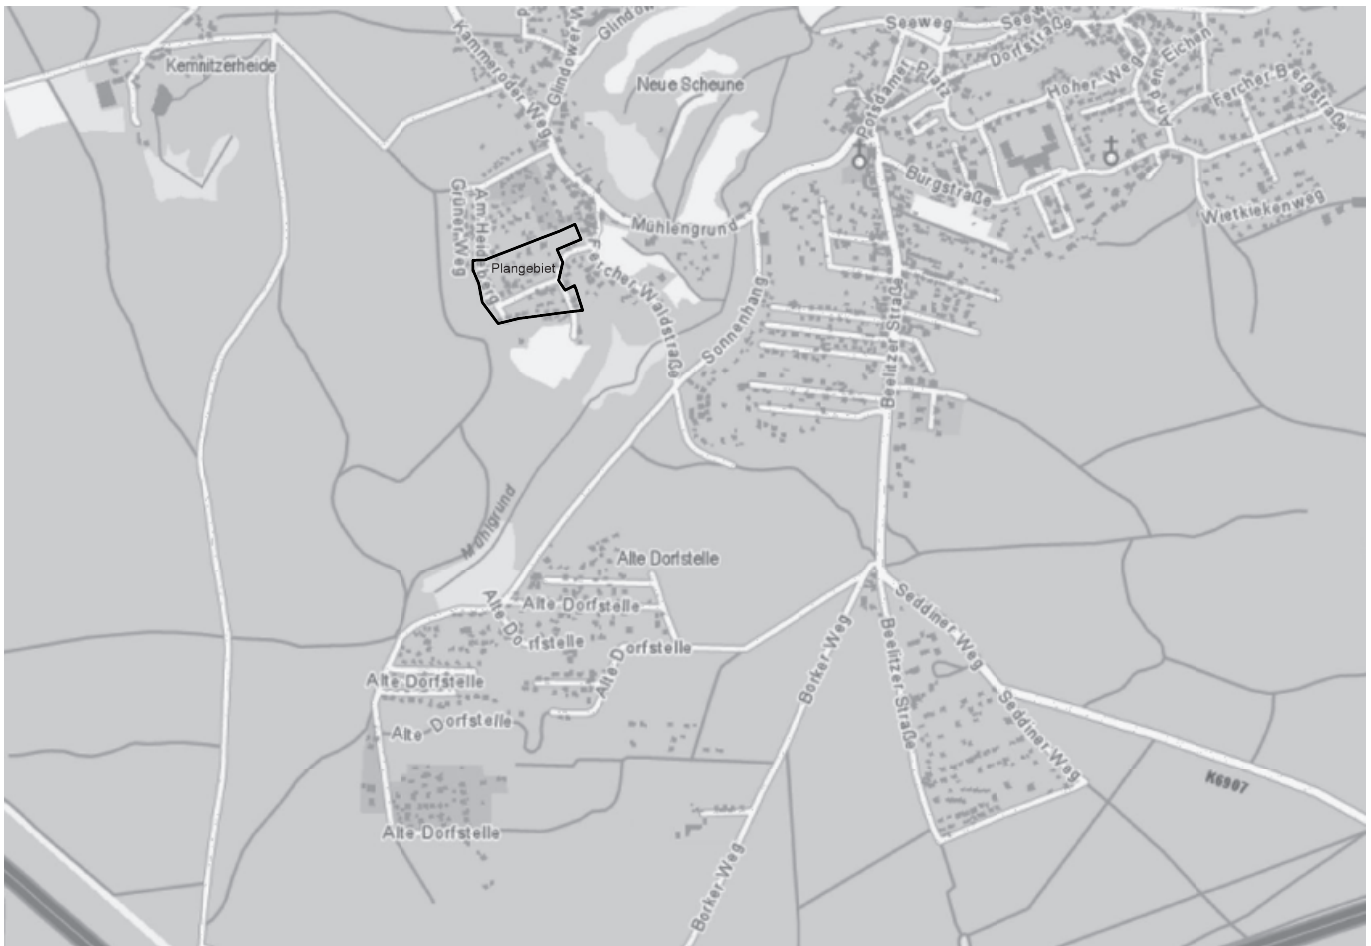 Seeweg
Seew
Dorfstraße
Glindow
Glindower
Kammeroder Weg
Kemnitzerheide
Neue Scheune
Potsdamer
Platz
Hoher-Weg
An den Eichen
Fercher-Bergstraße
Burgstraße
Wietkiekenweg
Am Heideberg
Grüner-Weg
Mühlengrund
Plangebiet
Fercher-Waldstraße
Sonnenhang
Beelitzer-Straße
Mühlgrund
Alte Dorfstelle
Alte-Dorfstelle
Alte-Dorfstelle
Alte-Dorfstelle
Alte-Dorfstelle
Alte-Dorfstelle
Alte-Dorfstelle
Borker-Weg
Beelitzer-Straße
Seddiner-Weg
Seddiner-Weg
K6907
Borker-Weg